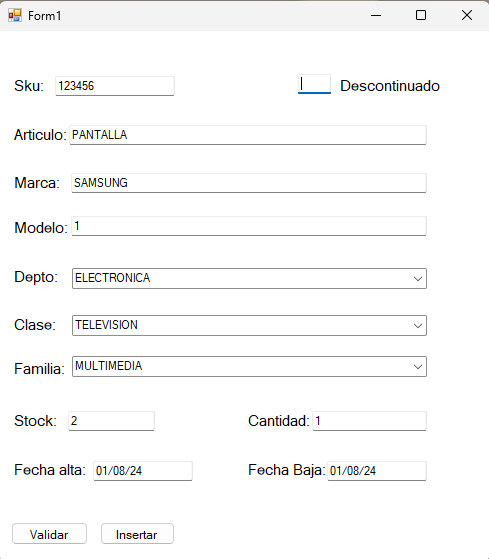 Form1
Sku: 123456 Descontinuado
Articulo: PANTALLA
Marca: SAMSUNG
Modelo: 1
Depto: ELECTRONICA
Clase: TELEVISION
Familia: MULTIMEDIA
Stock: 2 Cantidad: 1
Fecha alta: 01/08/24 Fecha Baja: 01/08/24
Validar Insertar